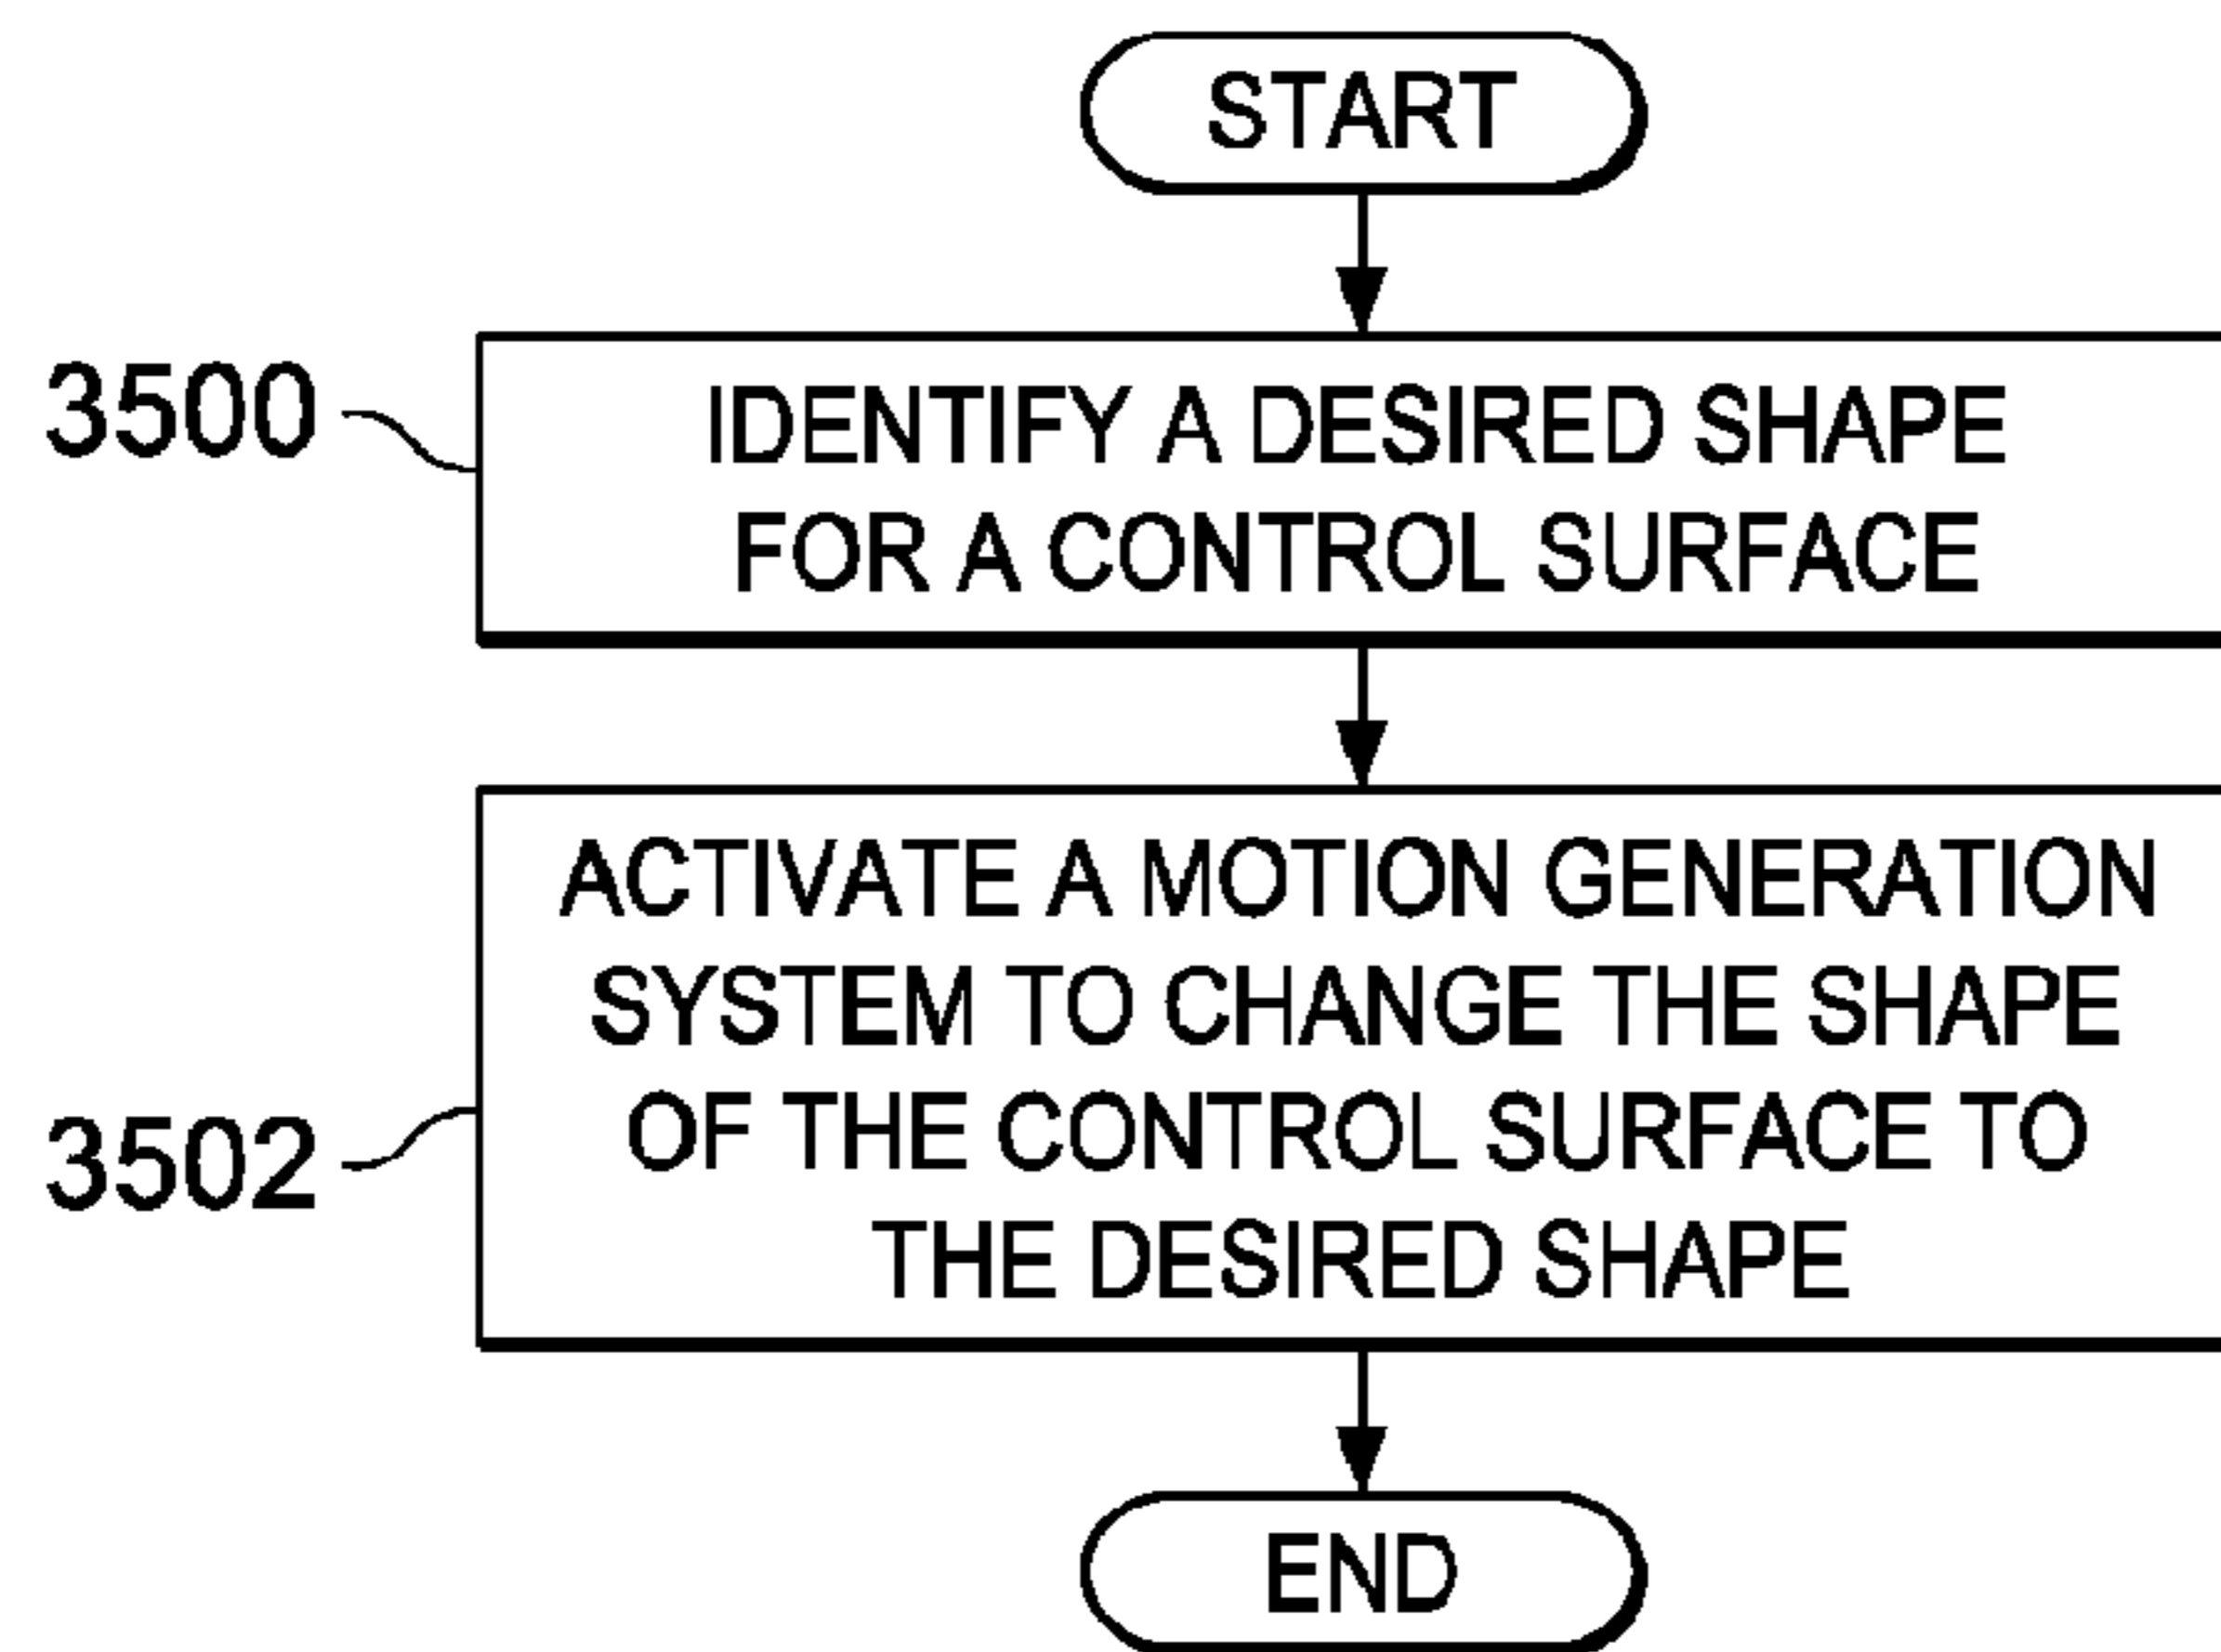 START
3500
IDENTIFY A DESIRED SHAPE
FOR A CONTROL SURFACE
ACTIVATE A MOTION GENERATION
SYSTEM TO CHANGE THE SHAPE
OF THE CONTROL SURFACE TO
THE DESIRED SHAPE
3502
END